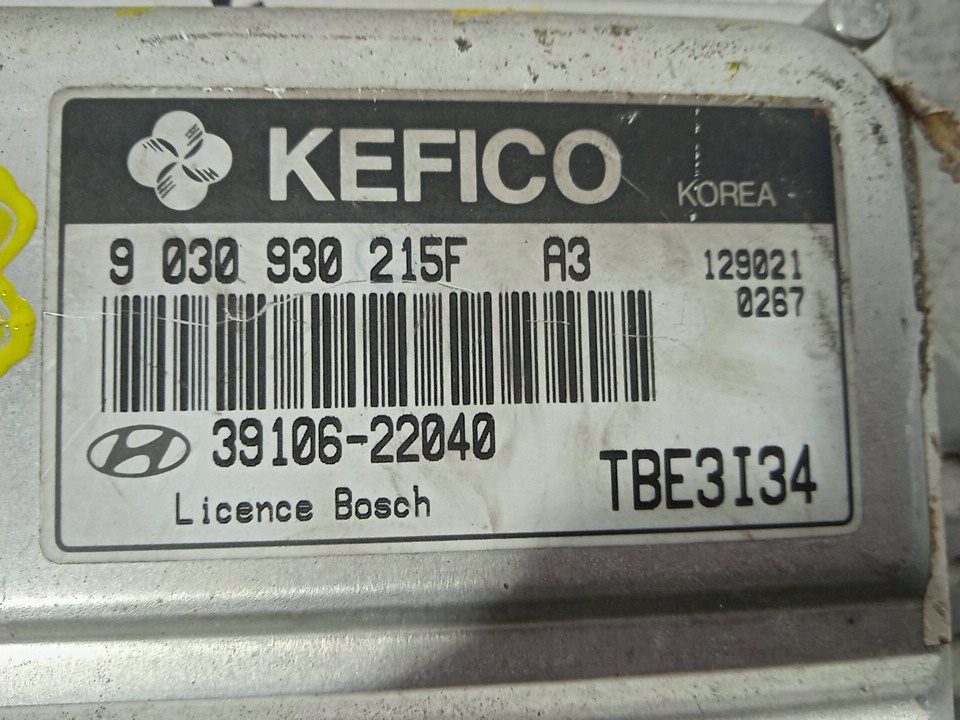 KEFICO KOREA
9 030 930 215F A3 129021
0267
39106-22040
TBE3I34
Licence Bosch